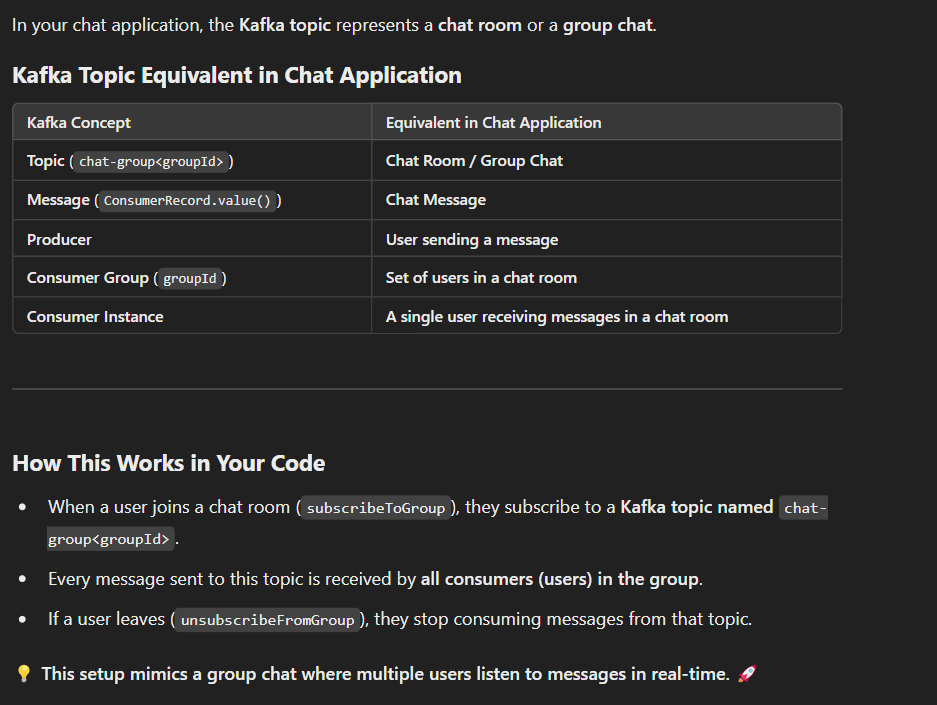 In your chat application, the Kafka topic represents a chat room or a group chat.
Kafka Topic Equivalent in Chat Application
Kafka Concept Equivalent in Chat Application
Topic (chat-group<groupId>) Chat Room / Group Chat
Message (ConsumerRecord.value()) Chat Message
Producer User sending a message
Consumer Group (groupId) Set of users in a chat room
Consumer Instance A single user receiving messages in a chat room
How This Works in Your Code
• When a user joins a chat room (subscribeToGroup), they subscribe to a Kafka topic named chat-
group<groupId>.
• Every message sent to this topic is received by all consumers (users) in the group.
• If a user leaves (unsubscribeFromGroup), they stop consuming messages from that topic.
💡 This setup mimics a group chat where multiple users listen to messages in real-time. 🚀